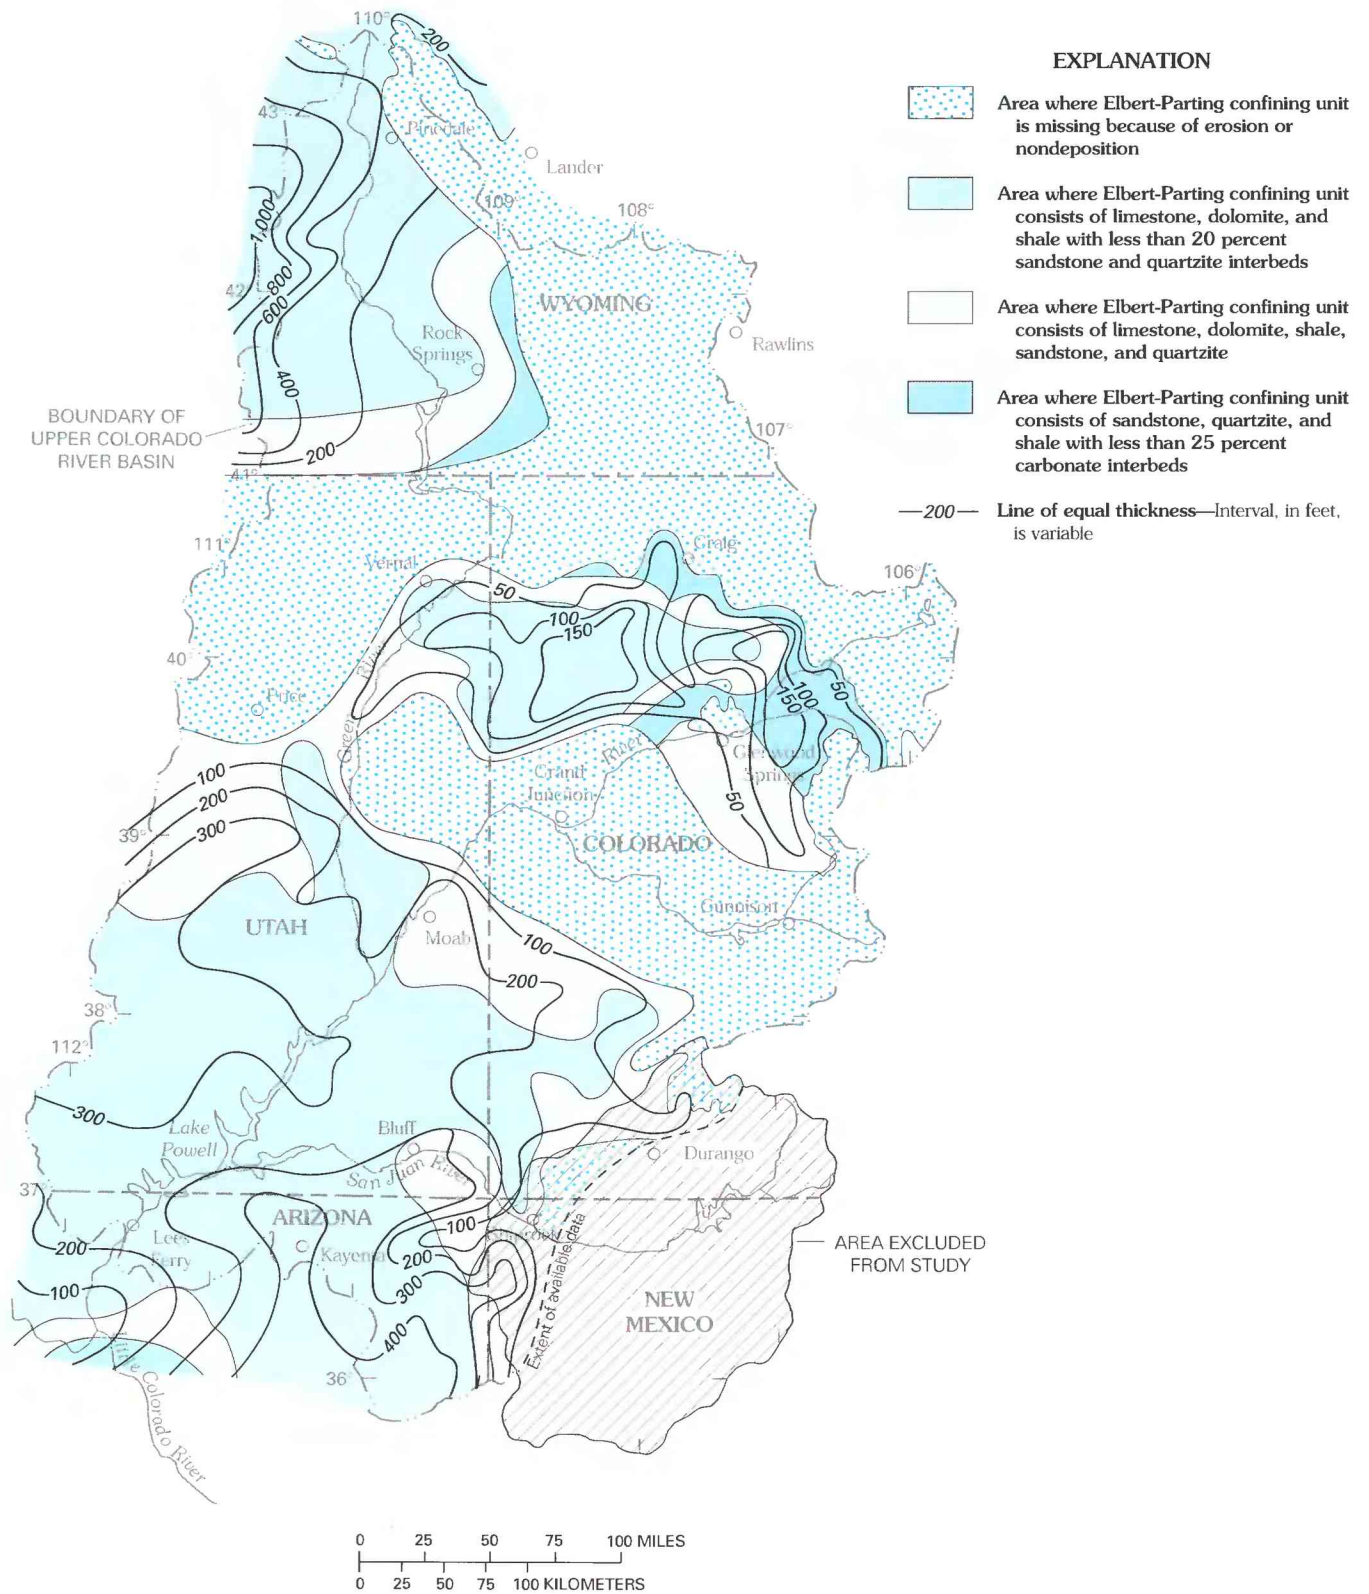 110°
200
EXPLANATION
Area where Elbert-Parting confining unit
is missing because of erosion or
nondeposition
43°
Pinedale
Lander
109°
108°
Area where Elbert-Parting confining unit
consists of limestone, dolomite, and
shale with less than 20 percent
sandstone and quartzite interbeds
1,000
800
600
42°
WYOMING
Rock
Springs
Rawlins
Area where Elbert-Parting confining unit
consists of limestone, dolomite, shale,
sandstone, and quartzite
400
Area where Elbert-Parting confining unit
consists of sandstone, quartzite, and
shale with less than 25 percent
carbonate interbeds
BOUNDARY OF
UPPER COLORADO
RIVER BASIN
200
107°
41°
—200— Line of equal thickness—Interval, in feet,
is variable
111°
Vernal
Craig
106°
50
100
150
40°
Price
Green River
100
150
50
River
Glenwood
Springs
Grand
Junction
100
200
300
50
39°
COLORADO
Gunnison
UTAH
Moab
100
200
38°
112°
300
Lake
Powell
Bluff
San Juan River
Durango
37°
ARIZONA
Lees
Ferry
Kayenta
100
200
200
300
100
400
Shiprock
Extent of available data
AREA EXCLUDED
FROM STUDY
NEW
MEXICO
36°
Little Colorado River
0 25 50 75 100 MILES
0 25 50 75 100 KILOMETERS